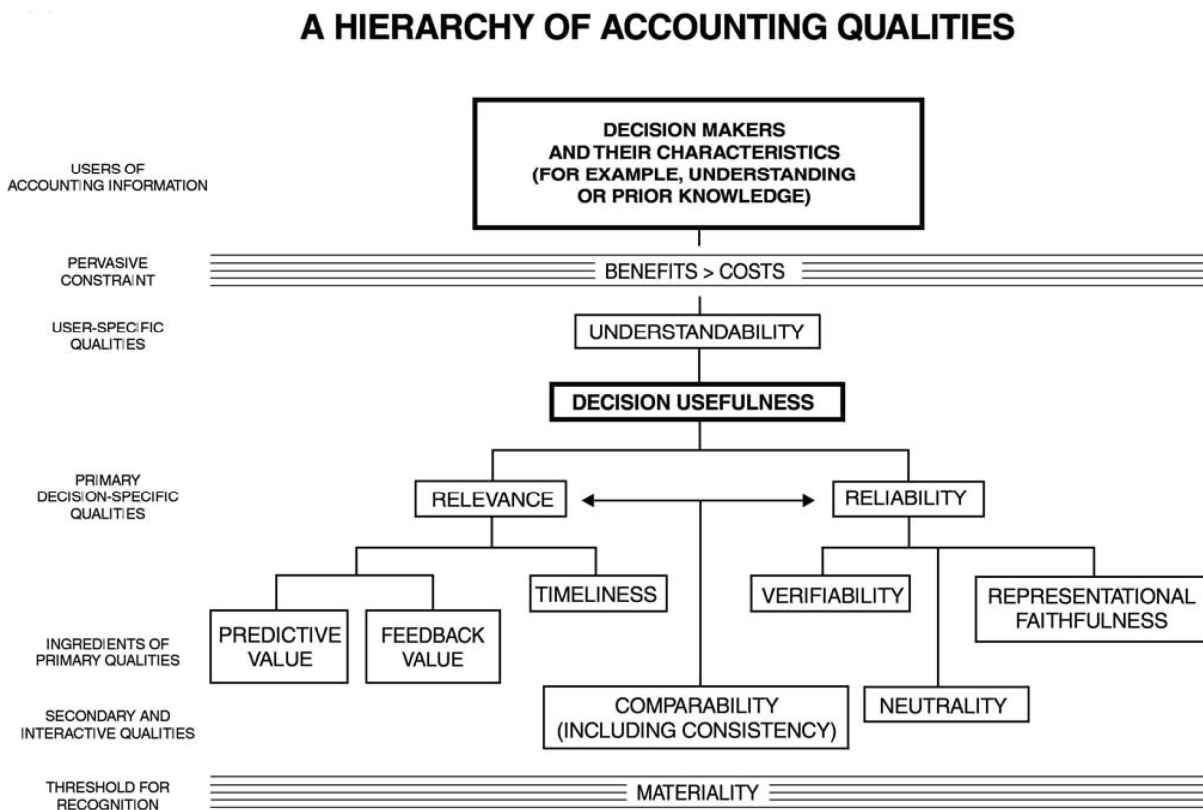 A HIERARCHY OF ACCOUNTING QUALITIES
USERS OF
ACCOUNTING INFORMATION
DECISION MAKERS
AND THEIR CHARACTERISTICS
(FOR EXAMPLE, UNDERSTANDING
OR PRIOR KNOWLEDGE)
PERVASIVE
CONSTRAINT
BENEFITS > COSTS
USER-SPECIFIC
QUALITIES
UNDERSTANDABILITY
DECISION USEFULNESS
PRIMARY
DECISION-SPECIFIC
QUALITIES
RELEVANCE
RELIABILITY
INGREDIENTS OF
PRIMARY QUALITIES
PREDICTIVE
VALUE
FEEDBACK
VALUE
TIMELINESS
VERIFIABILITY
REPRESENTATIONAL
FAITHFULNESS
SECONDARY AND
INTERACTIVE QUALITIES
COMPARABILITY
(INCLUDING CONSISTENCY)
NEUTRALITY
THRESHOLD FOR
RECOGNITION
MATERIALITY